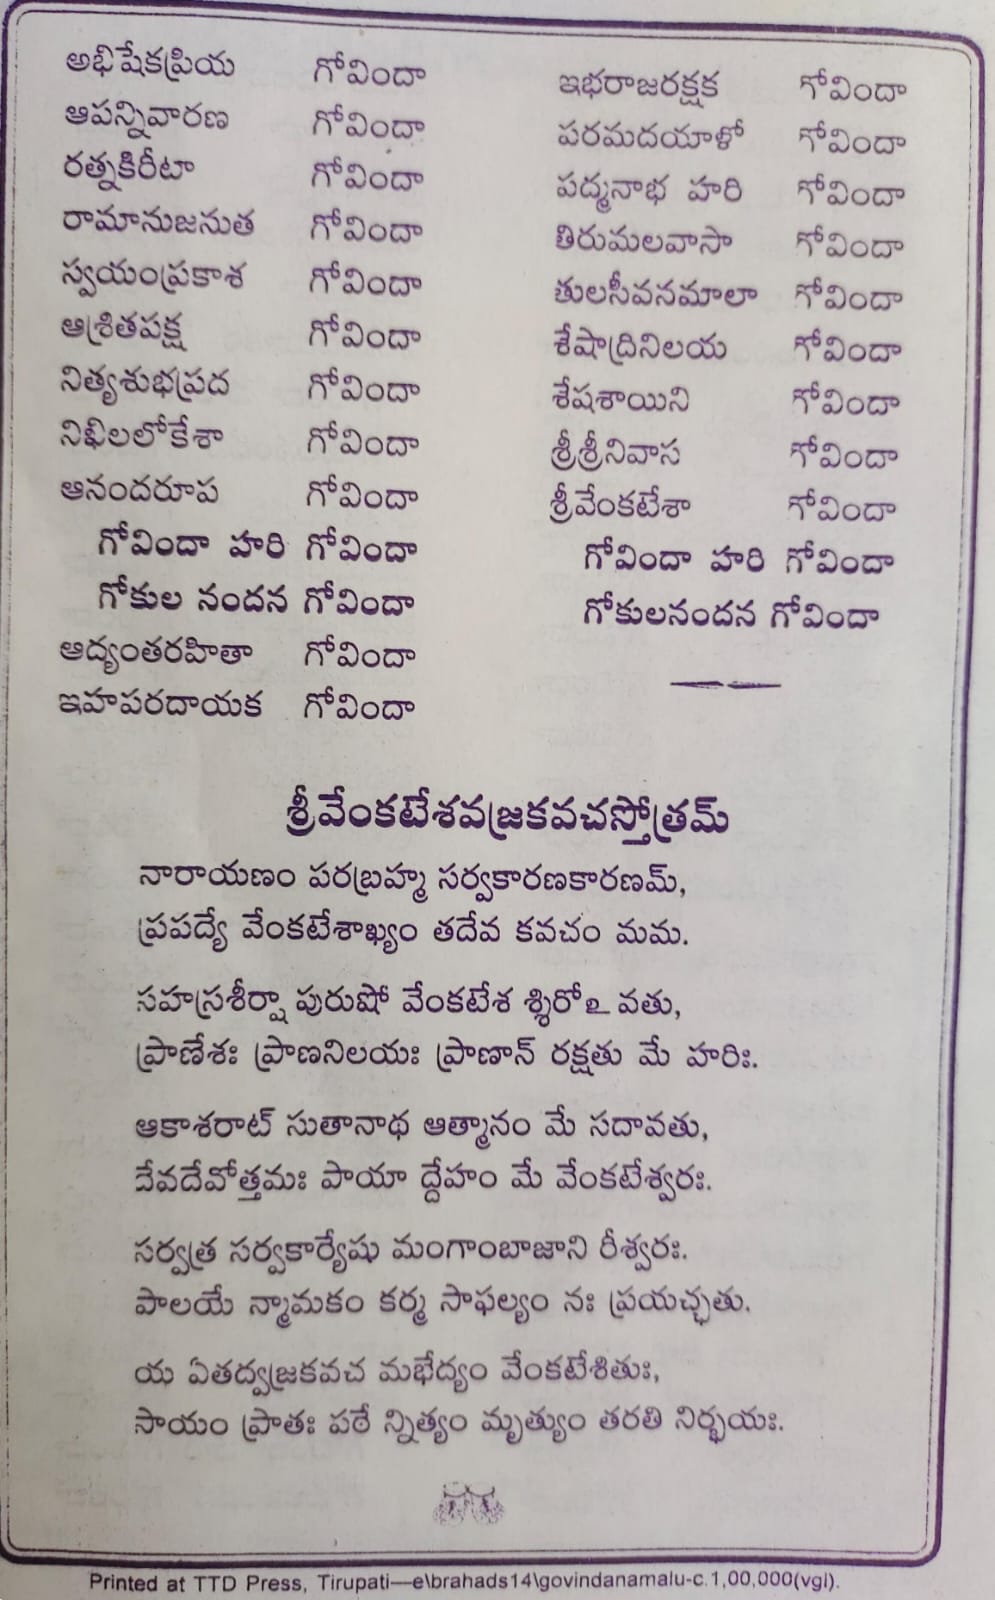 అభిషేకప్రియ గోవిందా
ఆపన్నివారణ గోవిందా
రత్నకిరీటా గోవిందా
రామానుజనుత గోవిందా
స్వయంప్రకాశ గోవిందా
ఆశ్రితపక్ష గోవిందా
నిత్యశుభప్రద గోవిందా
నిఖిలలోకేశా గోవిందా
ఆనందరూప గోవిందా
గోవిందా హరి గోవిందా
గోకుల నందన గోవిందా
ఆద్యంతరహితా గోవిందా
ఇహపరదాయక గోవిందా
ఇభరాజరక్షక గోవిందా
పరమదయాళో గోవిందా
పద్మనాభ హరి గోవిందా
తిరుమలవాసా గోవిందా
తులసీవనమాలా గోవిందా
శేషాద్రినిలయ గోవిందా
శేషశాయిని గోవిందా
శ్రీశ్రీనివాస గోవిందా
శ్రీవేంకటేశా గోవిందా
గోవిందా హరి గోవిందా
గోకులనందన గోవిందా
శ్రీవేంకటేశవజ్రకవచస్తోత్రమ్
నారాయణం పరబ్రహ్మ సర్వకారణకారణమ్,
ప్రపద్యే వేంకటేశాఖ్యం తదేవ కవచం మమ.
సహస్రశీర్షా పురుషో వేంకటేశ శ్శిరోఽ వతు,
ప్రాణేశః ప్రాణనిలయః ప్రాణాన్ రక్షతు మే హరిః.
ఆకాశరాట్ సుతానాథ ఆత్మానం మే సదావతు,
దేవదేవోత్తమః పాయా ద్దేహం మే వేంకటేశ్వరః.
సర్వత్ర సర్వకార్యేషు మంగాంబాజాని రీశ్వరః.
పాలయే న్మామకం కర్మ సాఫల్యం నః ప్రయచ్ఛతు.
య ఏతద్వజ్రకవచ మభేద్యం వేంకటేశితుః,
సాయం ప్రాతః పఠే న్నిత్యం మృత్యుం తరతి నిర్భయః.
Printed at TTD Press, Tirupati—e\brahads14\govindanamalu-c.1,00,000(vgl).